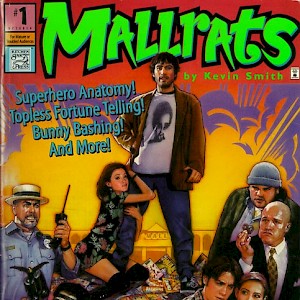 #1
MALLRATS
by Kevin Smith
Superhero Anatomy!
Topless Fortune Telling!
Bunny Bashing!
And More!